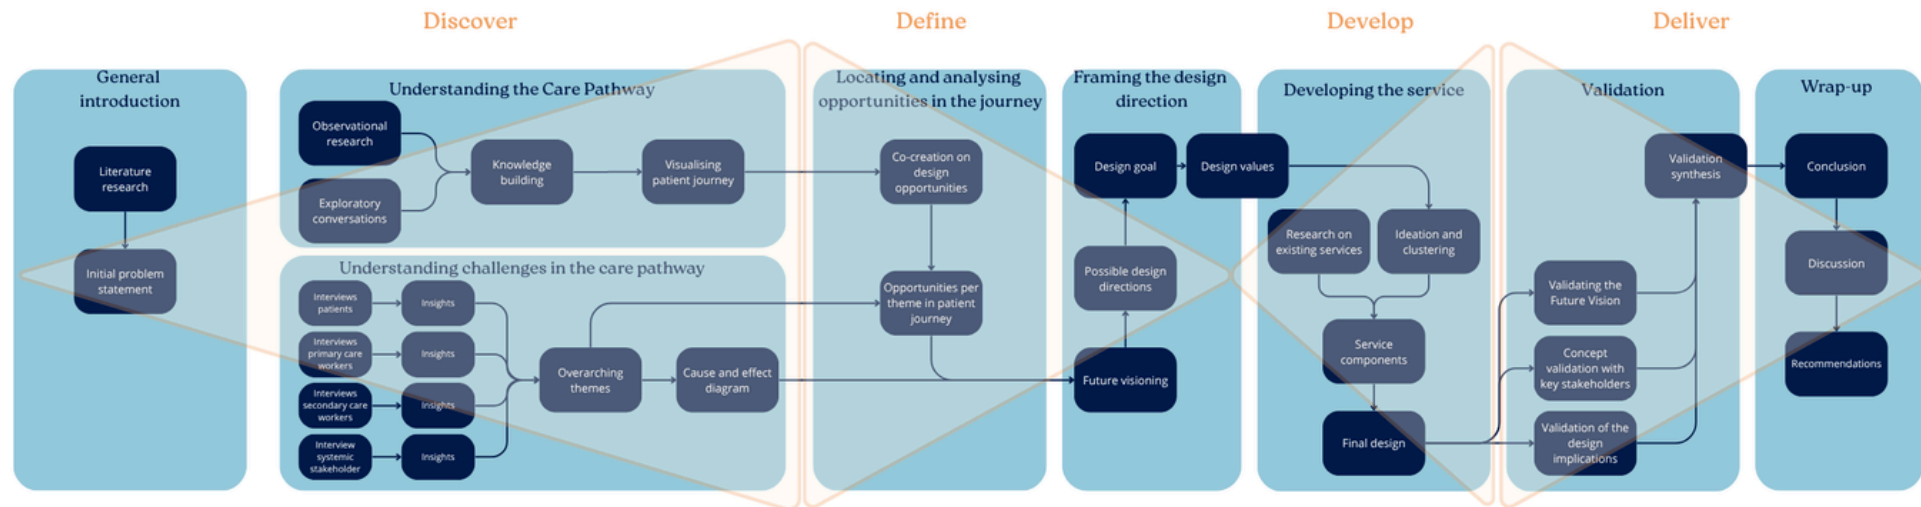 Discover
Define
Develop
Deliver
General
introduction
Literature
research
Initial problem
statement
Understanding the Care Pathway
Observational
research
Exploratory
conversations
Knowledge
building
Visualising
patient journey
Understanding challenges in the care pathway
Interviews
patients
Insights
Interviews
primary care
workers
Insights
Interviews
secondary care
workers
Insights
Interview
systemic
stakeholder
Insights
Overarching
themes
Cause and effect
diagram
Locating and analysing
opportunities in the journey
Co-creation on
design
opportunities
Opportunities per
theme in patient
journey
Framing the design
direction
Design goal
Design values
Possible design
directions
Future visioning
Developing the service
Research on
existing services
Ideation and
clustering
Service
components
Final design
Validation
Validation
synthesis
Validating the
Future Vision
Concept
validation with
key stakeholders
Validation of the
design
implications
Wrap-up
Conclusion
Discussion
Recommendations